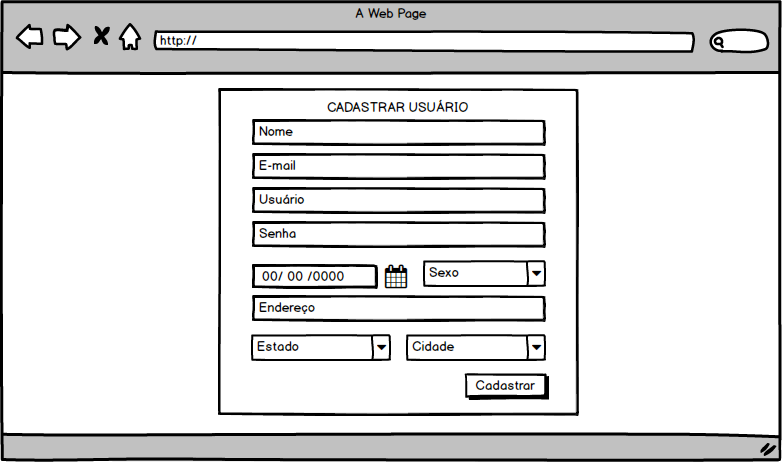 A Web Page
http://
CADASTRAR USUÁRIO
Nome
E-mail
Usuário
Senha
00/ 00 /0000 Sexo
Endereço
Estado Cidade
Cadastrar